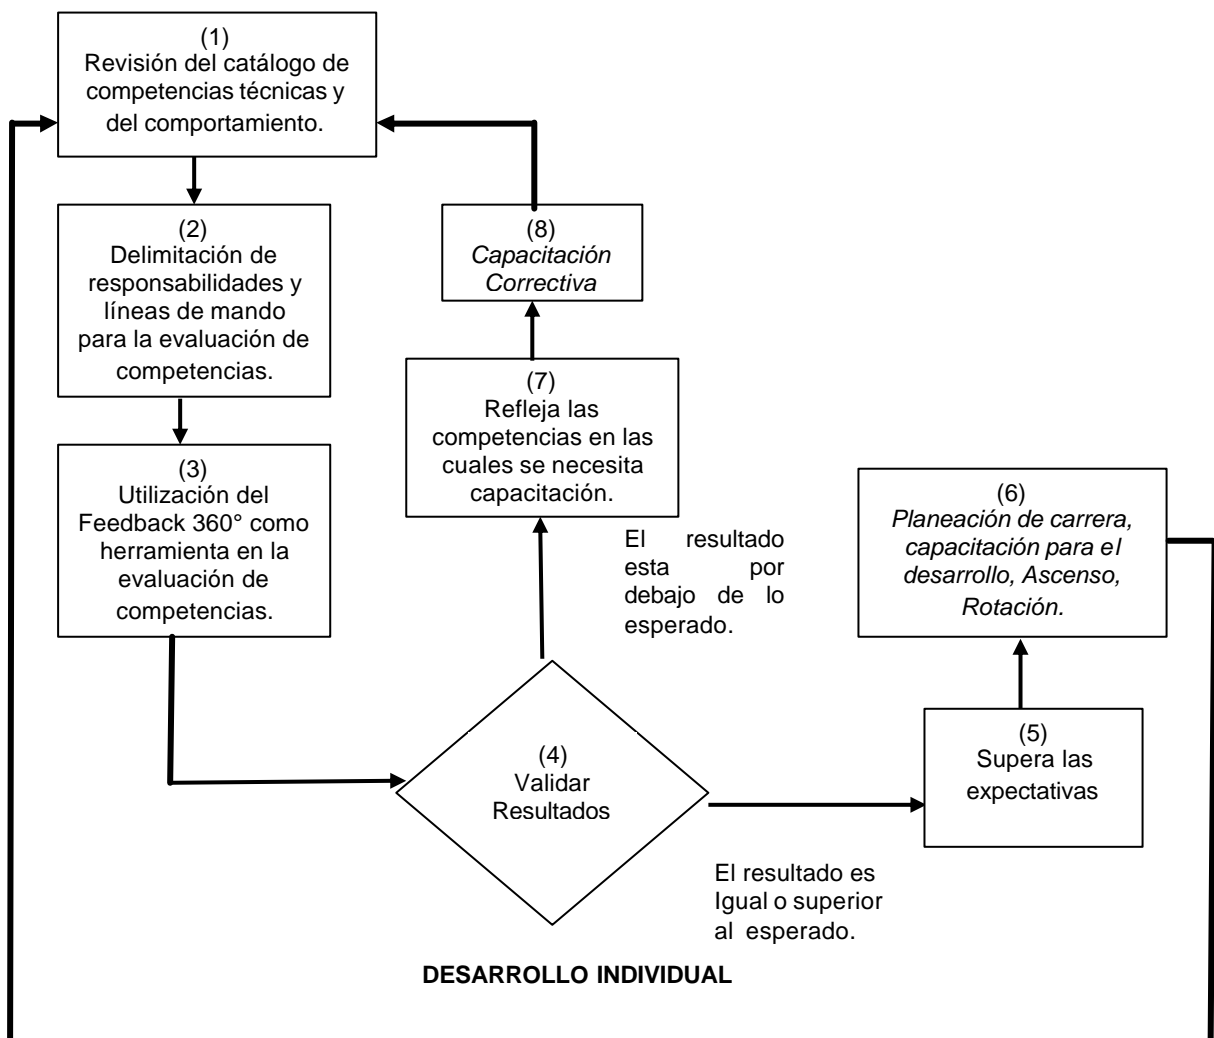 (1)
Revisión del catálogo de
competencias técnicas y
del comportamiento.
(2)
Delimitación de
responsabilidades y
líneas de mando
para la evaluación de
competencias.
(3)
Utilización del
Feedback 360° como
herramienta en la
evaluación de
competencias.
(4)
Validar
Resultados
(5)
Supera las
expectativas
(6)
Planeación de carrera,
capacitación para el
desarrollo, Ascenso,
Rotación.
(7)
Refleja las
competencias en las
cuales se necesita
capacitación.
(8)
Capacitación
Correctiva
El resultado
esta por
debajo de lo
esperado.
El resultado es
Igual o superior
al esperado.
DESARROLLO INDIVIDUAL